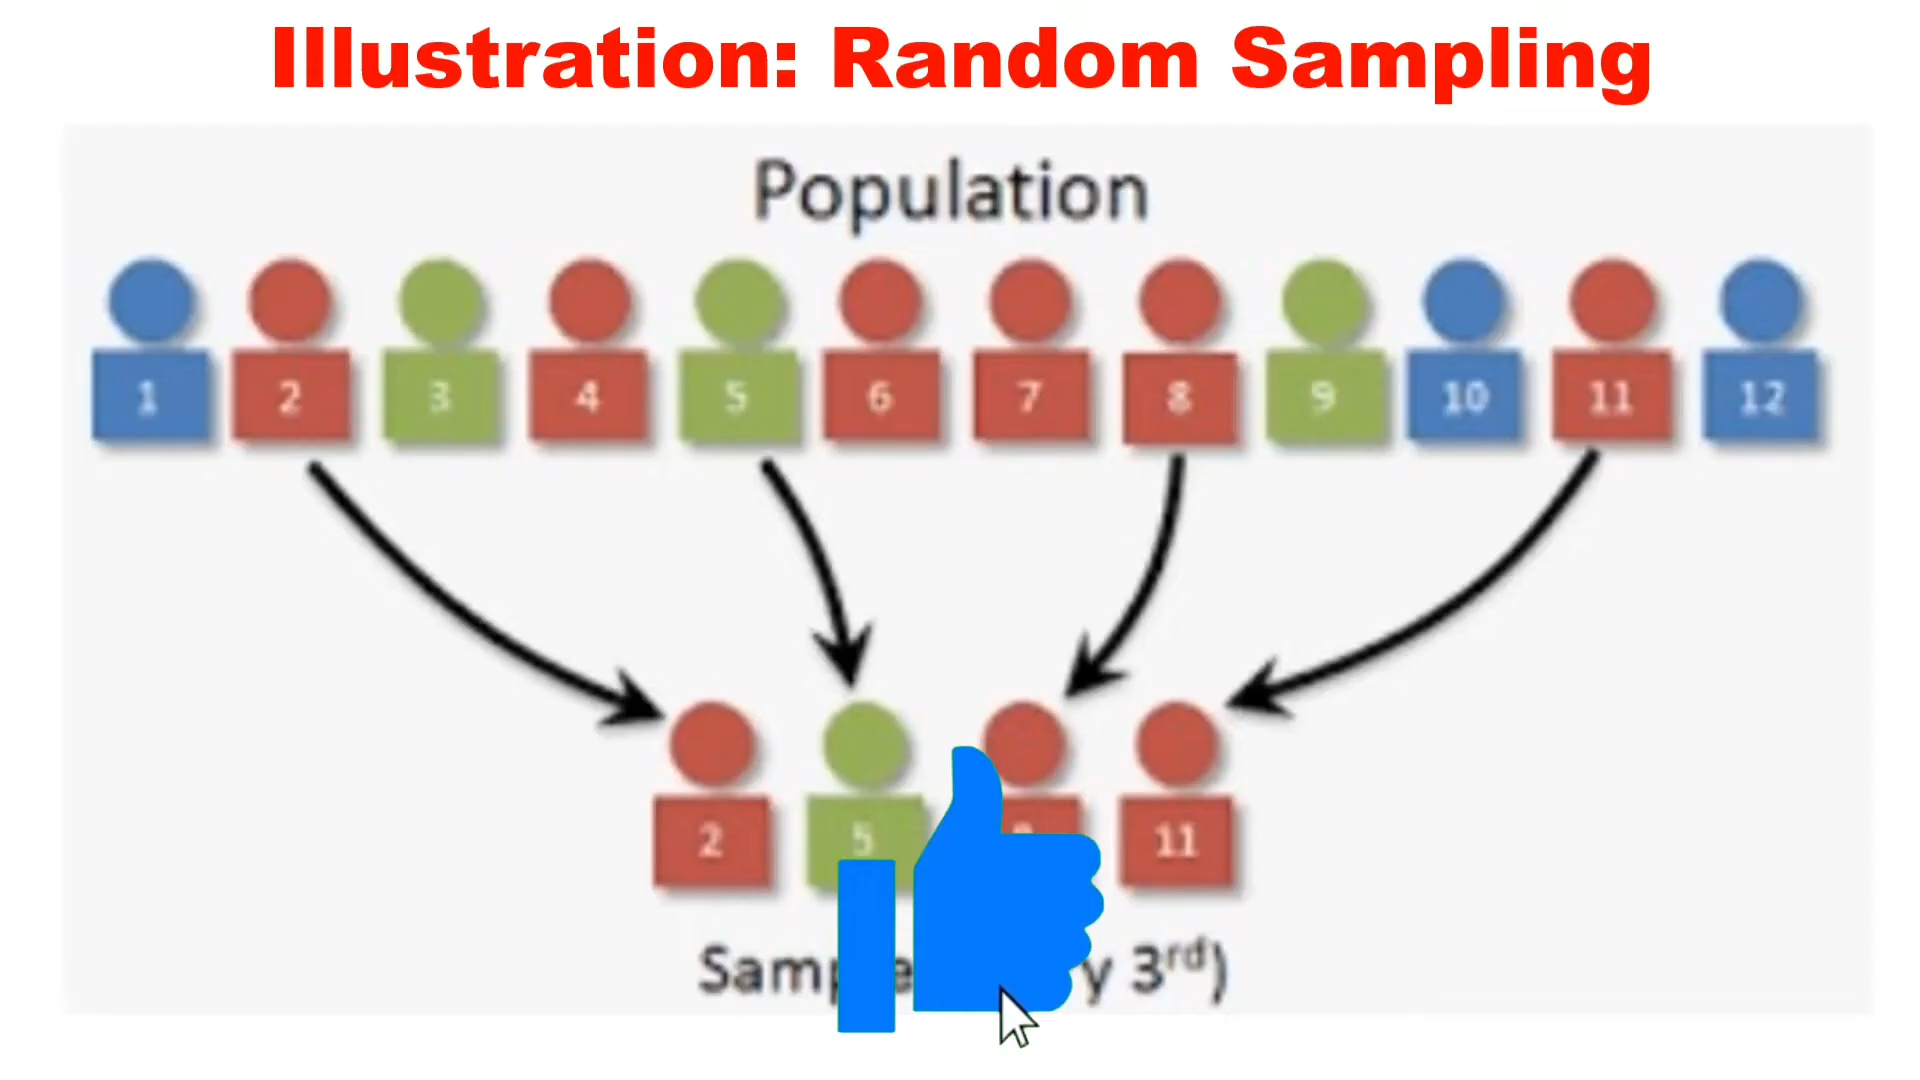 Illustration: Random Sampling
Population
1 2 3 4 5 6 7 8 9 10 11 12
2 5 11
3rd)